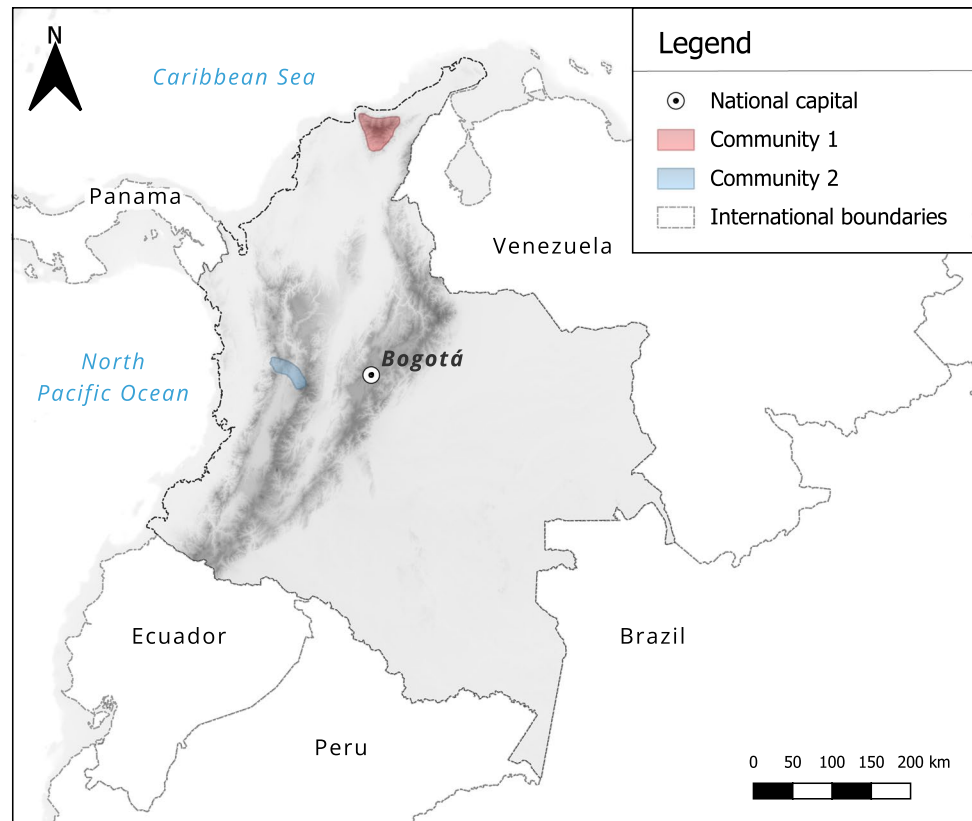 N
Caribbean Sea
Legend
National capital
Community 1
Community 2
International boundaries
Panama
Venezuela
North
Pacific Ocean
Bogotá
Ecuador
Brazil
Peru
0 50 100 150 200 km